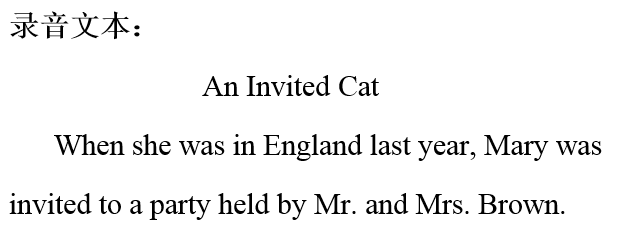 录音文本：
An Invited Cat
When she was in England last year, Mary was
invited to a party held by Mr. and Mrs. Brown.